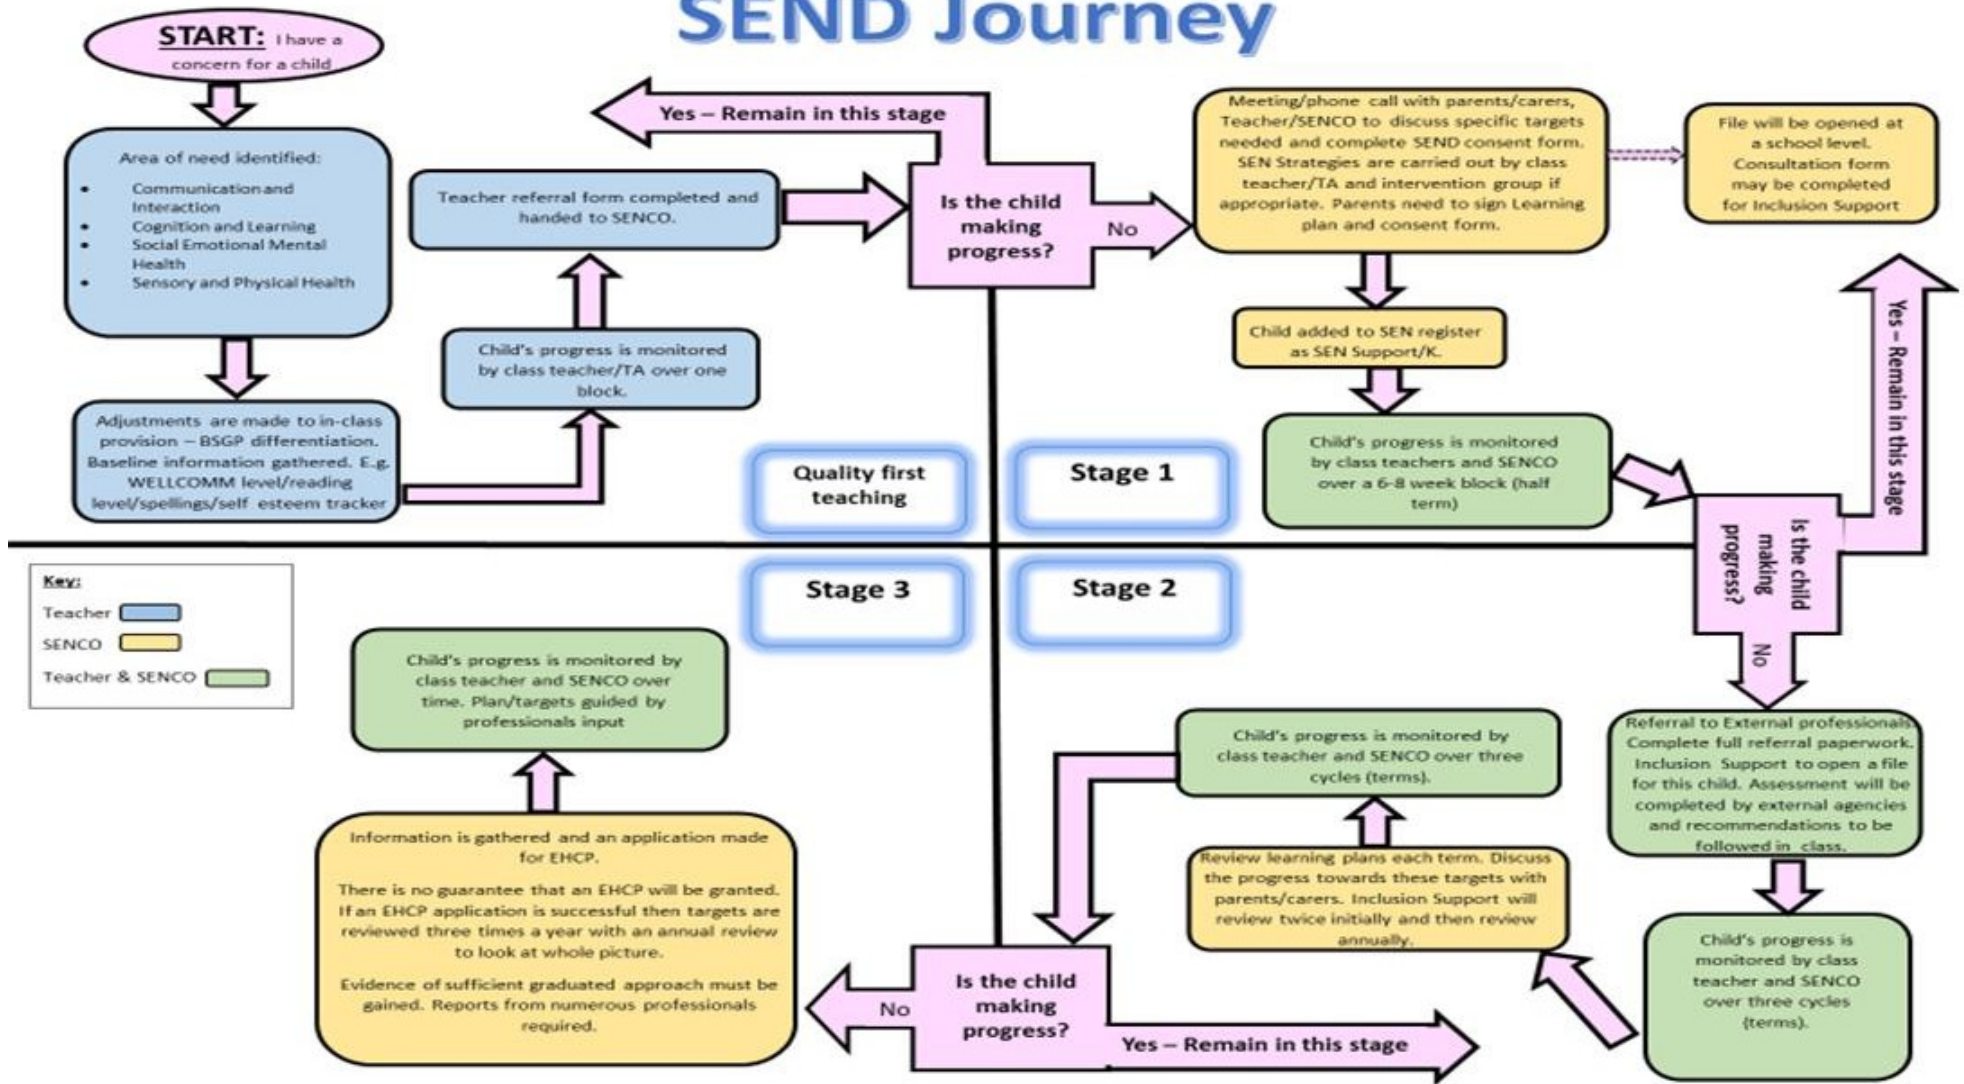 SEND Journey
START: I have a
concern for a child
Area of need identified:
• Communication and
Interaction
• Cognition and Learning
• Social Emotional Mental
Health
• Sensory and Physical Health
Adjustments are made to in-class
provision – BSGP differentiation.
Baseline information gathered. E.g.
WELLCOMM level/reading
level/spellings/self esteem tracker
Child's progress is monitored
by class teacher/TA over one
block.
Teacher referral form completed and
handed to SENCO.
Yes – Remain in this stage
Is the child
making
progress?
No
Quality first
teaching
Meeting/phone call with parents/carers,
Teacher/SENCO to discuss specific targets
needed and complete SEND consent form.
SEN Strategies are carried out by class
teacher/TA and intervention group if
appropriate. Parents need to sign Learning
plan and consent form.
File will be opened at
a school level.
Consultation form
may be completed
for Inclusion Support
Child added to SEN register
as SEN Support/K.
Child's progress is monitored
by class teachers and SENCO
over a 6-8 week block (half
term)
Stage 1
Is the child
making
progress?
Yes – Remain in this stage
No
Stage 2
Referral to External professionals.
Complete full referral paperwork.
Inclusion Support to open a file
for this child. Assessment will be
completed by external agencies
and recommendations to be
followed in class.
Child's progress is
monitored by class
teacher and SENCO
over three cycles
(terms).
Review learning plans each term. Discuss
the progress towards these targets with
parents/carers. Inclusion Support will
review twice initially and then review
annually.
Child's progress is monitored by
class teacher and SENCO over three
cycles (terms).
Is the child
making
progress?
Yes – Remain in this stage
No
Stage 3
Information is gathered and an application made
for EHCP.
There is no guarantee that an EHCP will be granted.
If an EHCP application is successful then targets are
reviewed three times a year with an annual review
to look at whole picture.
Evidence of sufficient graduated approach must be
gained. Reports from numerous professionals
required.
Child's progress is monitored by
class teacher and SENCO over
time. Plan/targets guided by
professionals input
Key:
Teacher
SENCO
Teacher & SENCO